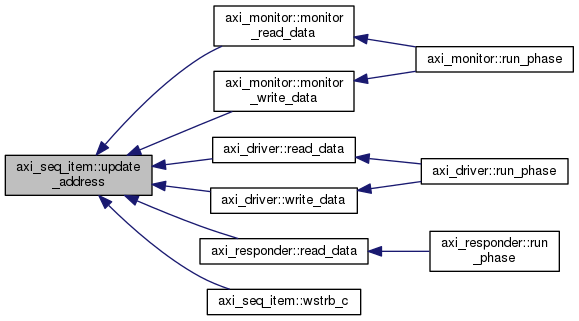 axi_monitor::monitor
_read_data
axi_monitor::run_phase
axi_monitor::monitor
_write_data
axi_driver::read_data
axi_seq_item::update
_address
axi_driver::run_phase
axi_driver::write_data
axi_responder::read_data
axi_responder::run
_phase
axi_seq_item::wstrb_c